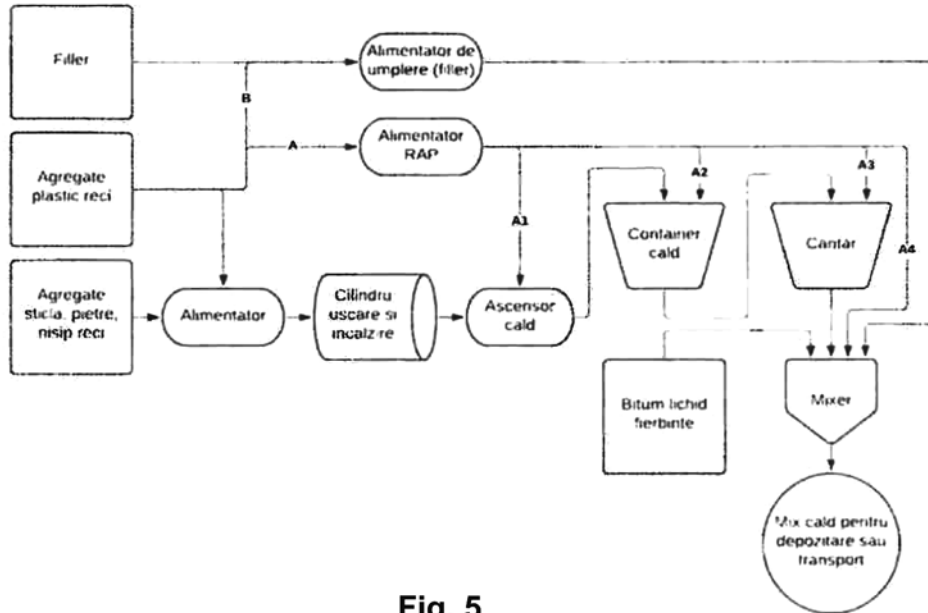 Filler
Alimentator de
umplere (filler)
B
A
Alimentator
RAP
Agregate
plastic reci
A1
A2
A3
A4
Container
cald
Cantar
Agregate
sticla, pietre,
nisip reci
Alimentator
Cilindru
uscare si
incalzire
Ascensor
cald
Bitum lichid
fierbinte
Mixer
Mix cald pentru
depozitare sau
transport
Fig. 5